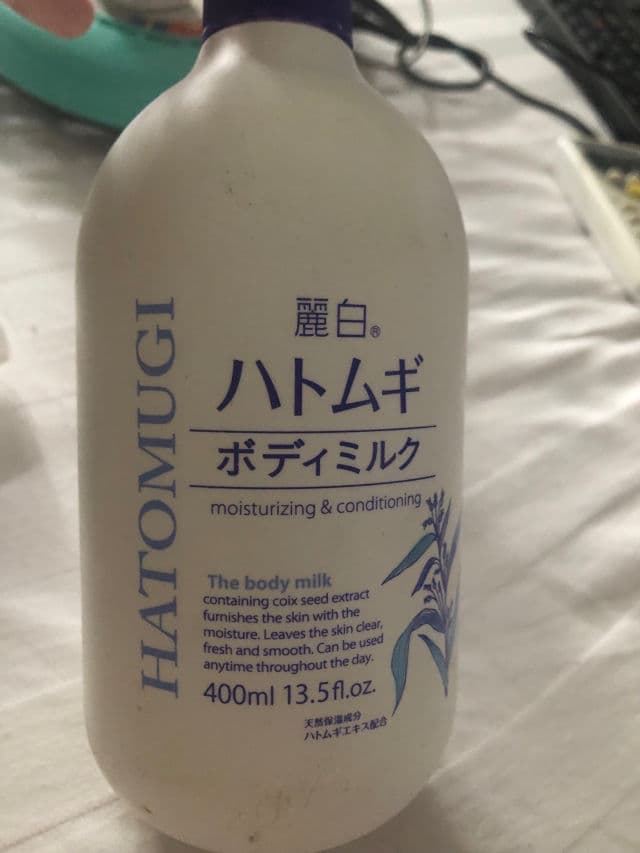 麗白®
ハトムギ
ボディミルク
moisturizing & conditioning
HATOMUGI
The body milk
containing coix seed extract
furnishes the skin with the
moisture. Leaves the skin clear,
fresh and smooth. Can be used
anytime throughout the day.
400ml 13.5fl.oz.
天然保湿成分
ハトムギエキス配合